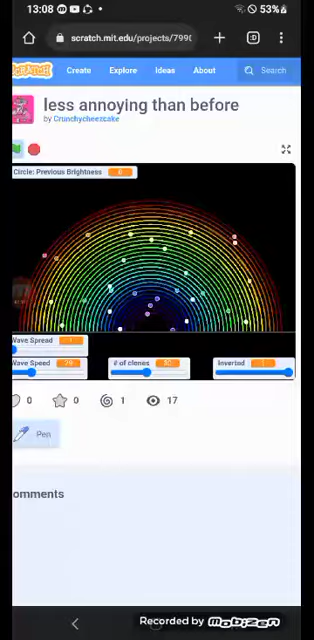 13:08
53%
scratch.mit.edu/projects/799
:D
SCRATCH Create Explore Ideas About Search
less annoying than before
by Crunchycheezcake
Circle: Previous Brightness 0
Wave Spread
Wave Speed # of clones Inverted
0 0 1 17
Pen
omments
Recorded by mobizen